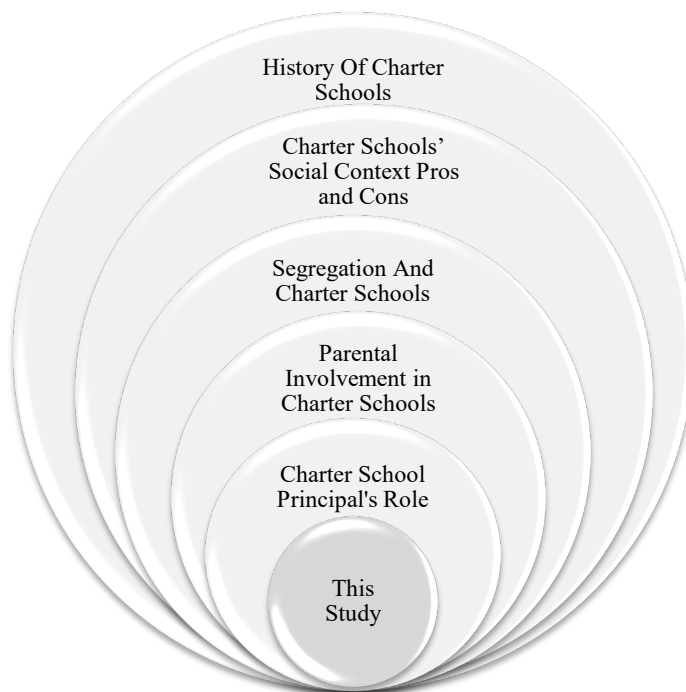 History Of Charter
Schools
Charter Schools’
Social Context Pros
and Cons
Segregation And
Charter Schools
Parental
Involvement in
Charter Schools
Charter School
Principal's Role
This
Study